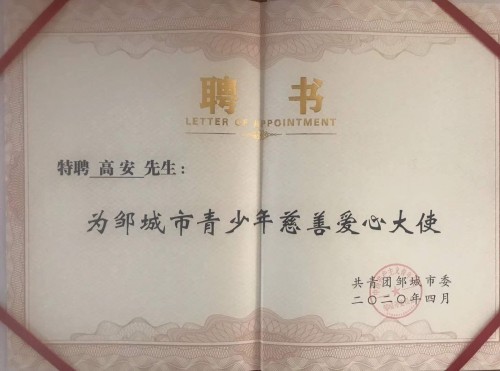 聘书
LETTER OF APPOINTMENT
特聘 高安 先生：
为邹城市青少年慈善爱心大使
共青团邹城市委
二〇二〇年四月